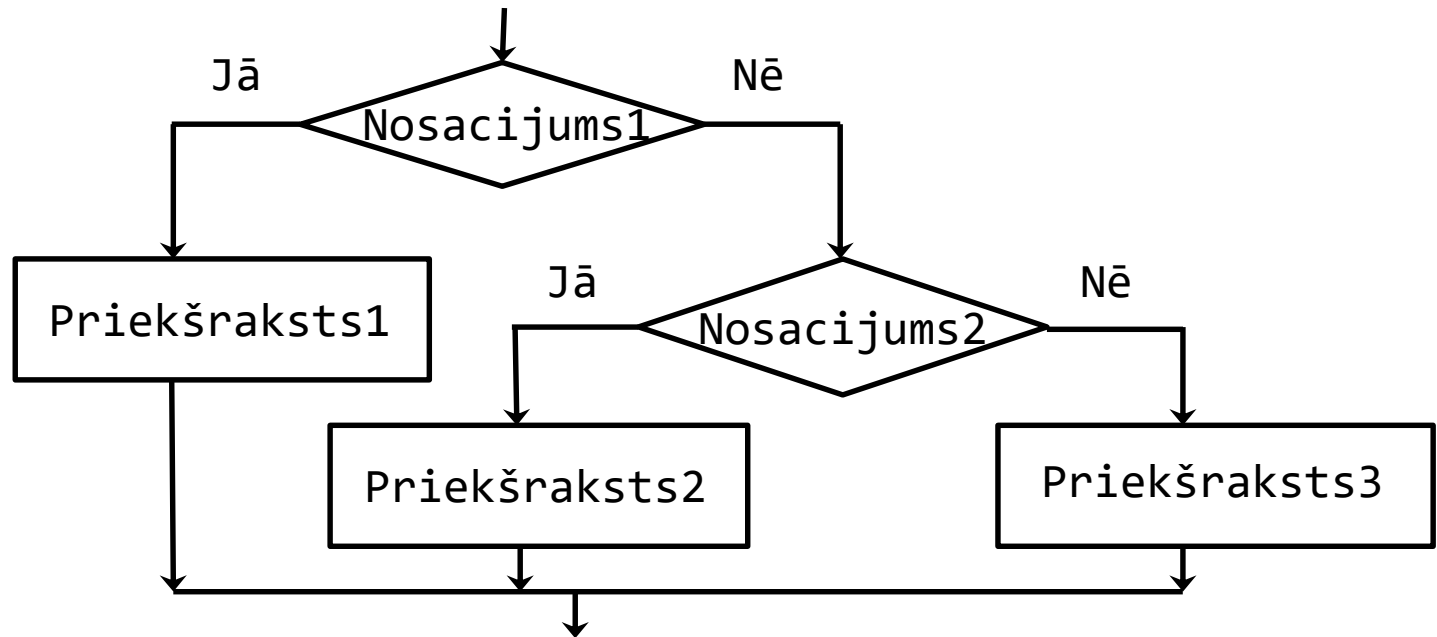 Jā
Nē
Nosacijums1
Jā
Nē
Priekšraksts1
Nosacijums2
Priekšraksts2
Priekšraksts3